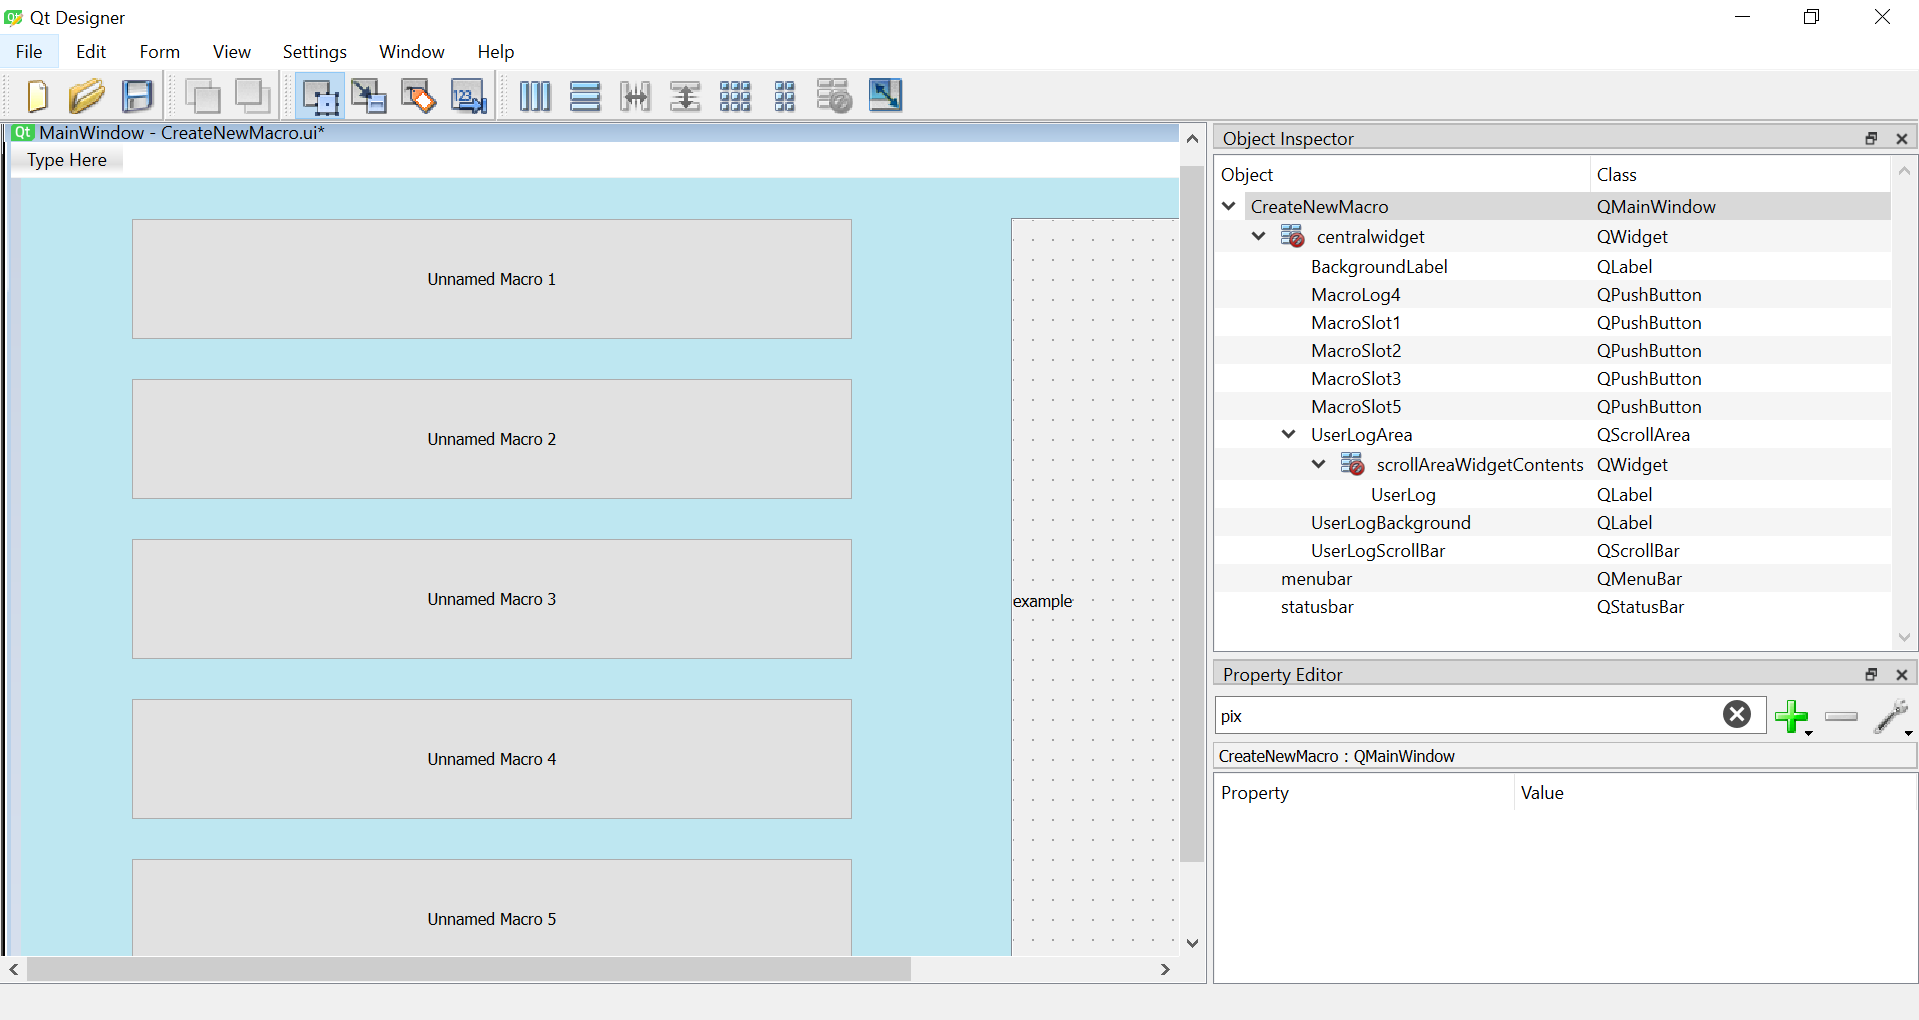 Qt Designer
File Edit Form View Settings Window Help
123
Qt MainWindow - CreateNewMacro.ui*
Type Here
Unnamed Macro 1
Unnamed Macro 2
Unnamed Macro 3
Unnamed Macro 4
Unnamed Macro 5
example
Object Inspector
Object Class
CreateNewMacro QMainWindow
centralwidget QWidget
BackgroundLabel QLabel
MacroLog4 QPushButton
MacroSlot1 QPushButton
MacroSlot2 QPushButton
MacroSlot3 QPushButton
MacroSlot5 QPushButton
UserLogArea QScrollArea
scrollAreaWidgetContents QWidget
UserLog QLabel
UserLogBackground QLabel
UserLogScrollBar QScrollBar
menubar QMenuBar
statusbar QStatusBar
Property Editor
pix
CreateNewMacro : QMainWindow
Property Value